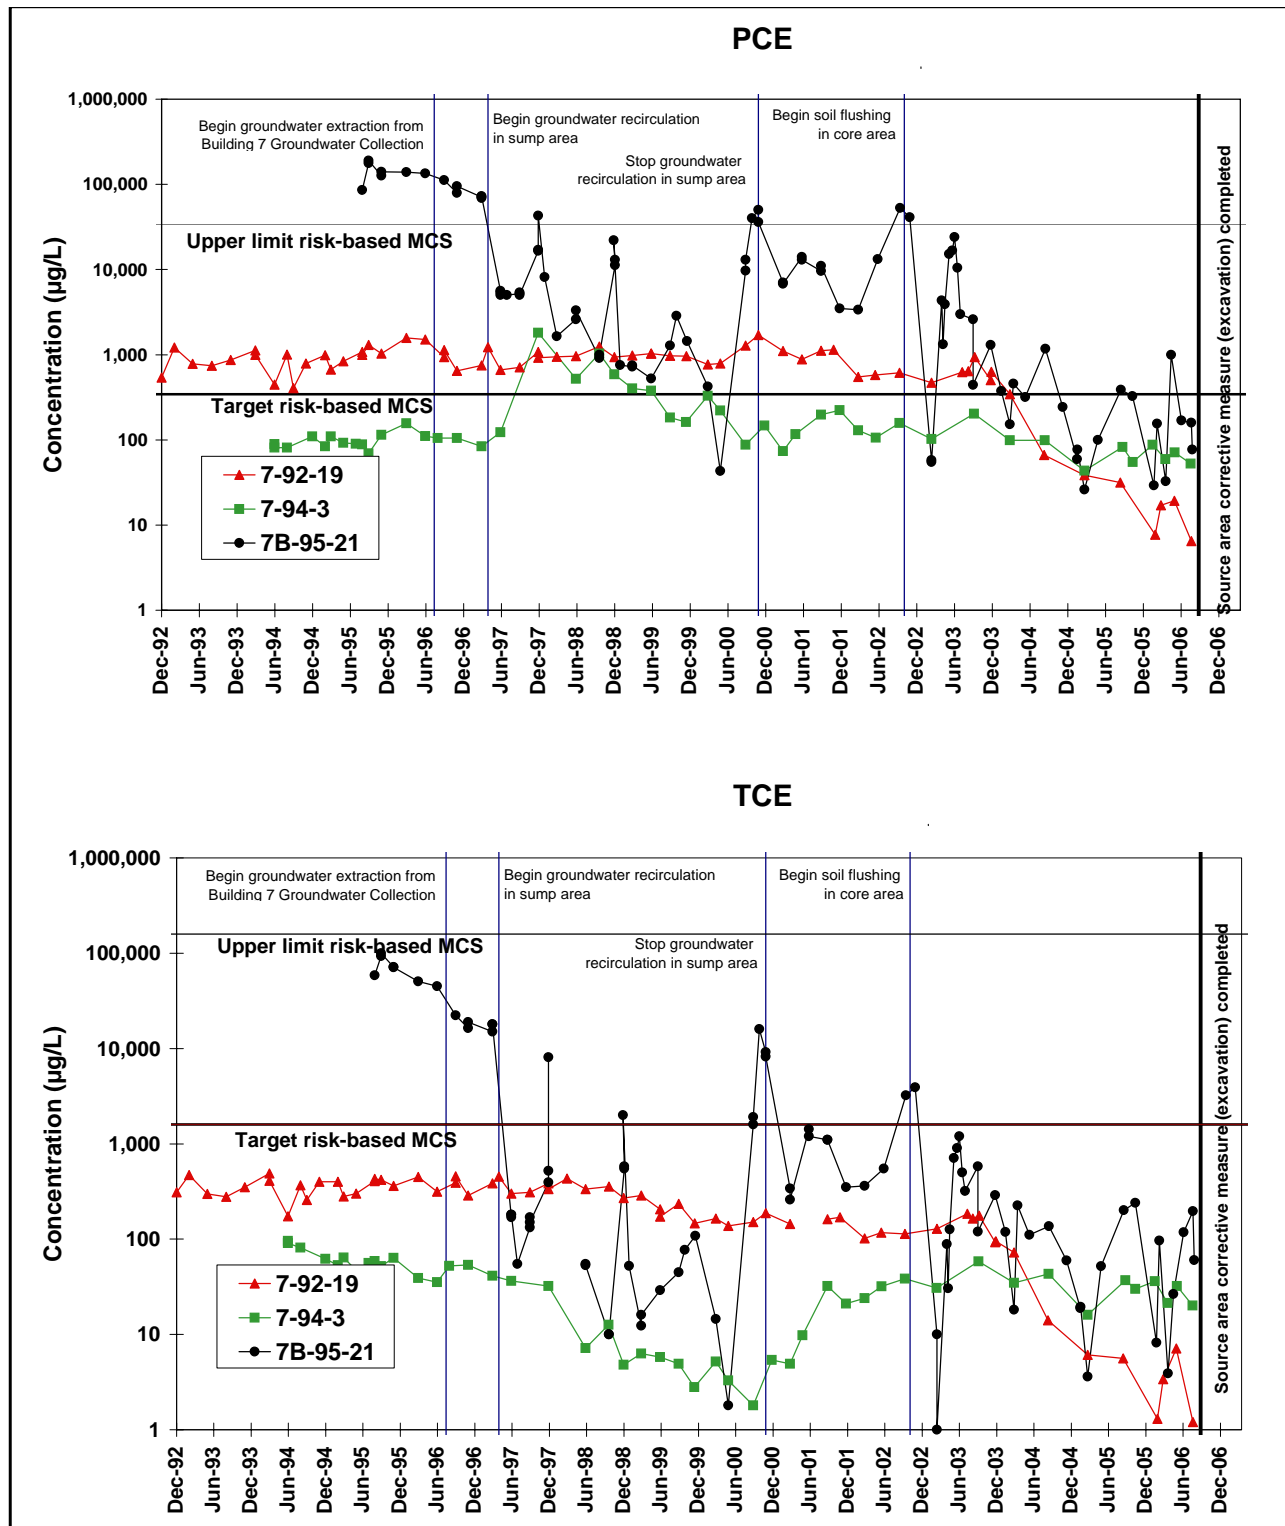 PCE
1,000,000
100,000
10,000
1,000
100
10
1
Concentration (µg/L)
Begin groundwater extraction from
Building 7 Groundwater Collection
Begin groundwater recirculation
in sump area
Stop groundwater
recirculation in sump area
Begin soil flushing
in core area
Upper limit risk-based MCS
Target risk-based MCS
7-92-19
7-94-3
7B-95-21
Source area corrective measure (excavation) completed
Dec-92
Jun-93
Dec-93
Jun-94
Dec-94
Jun-95
Dec-95
Jun-96
Dec-96
Jun-97
Dec-97
Jun-98
Dec-98
Jun-99
Dec-99
Jun-00
Dec-00
Jun-01
Dec-01
Jun-02
Dec-02
Jun-03
Dec-03
Jun-04
Dec-04
Jun-05
Dec-05
Jun-06
Dec-06
TCE
1,000,000
100,000
10,000
1,000
100
10
1
Concentration (µg/L)
Begin groundwater extraction from
Building 7 Groundwater Collection
Begin groundwater recirculation
in sump area
Stop groundwater
recirculation in sump area
Begin soil flushing
in core area
Upper limit risk-based MCS
Target risk-based MCS
7-92-19
7-94-3
7B-95-21
Source area corrective measure (excavation) completed
Dec-92
Jun-93
Dec-93
Jun-94
Dec-94
Jun-95
Dec-95
Jun-96
Dec-96
Jun-97
Dec-97
Jun-98
Dec-98
Jun-99
Dec-99
Jun-00
Dec-00
Jun-01
Dec-01
Jun-02
Dec-02
Jun-03
Dec-03
Jun-04
Dec-04
Jun-05
Dec-05
Jun-06
Dec-06